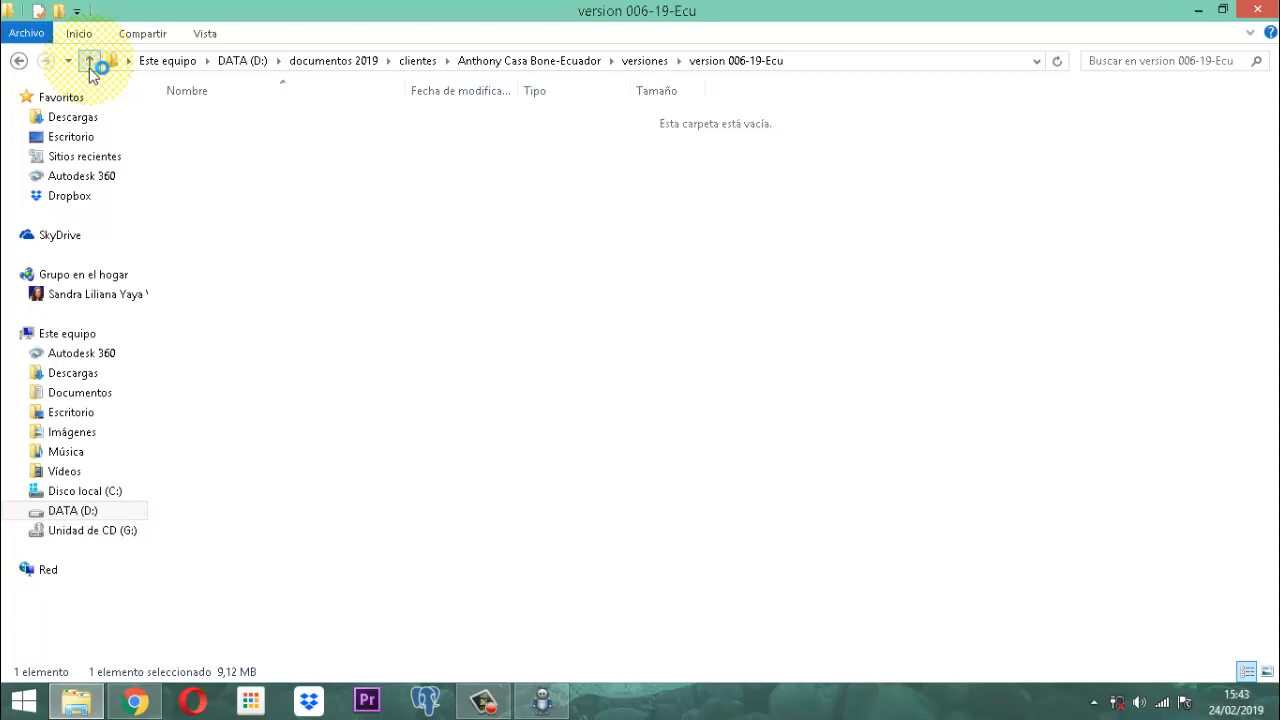 version 006-19-Ecu
Archivo Inicio Compartir Vista
Este equipo DATA (D:) documentos 2019 clientes Anthony Casa Bone-Ecuador versiones version 006-19-Ecu Buscar en version 006-19-Ecu
Nombre Fecha de modifica... Tipo Tamaño
Esta carpeta está vacía.
Favoritos
Descargas
Escritorio
Sitios recientes
Autodesk 360
Dropbox
SkyDrive
Grupo en el hogar
Sandra Liliana Yaya
Este equipo
Autodesk 360
Descargas
Documentos
Escritorio
Imágenes
Música
Vídeos
Disco local (C:)
DATA (D:)
Unidad de CD (G:)
Red
1 elemento 1 elemento seleccionado 9,12 MB
Pr
15:43
24/02/2019